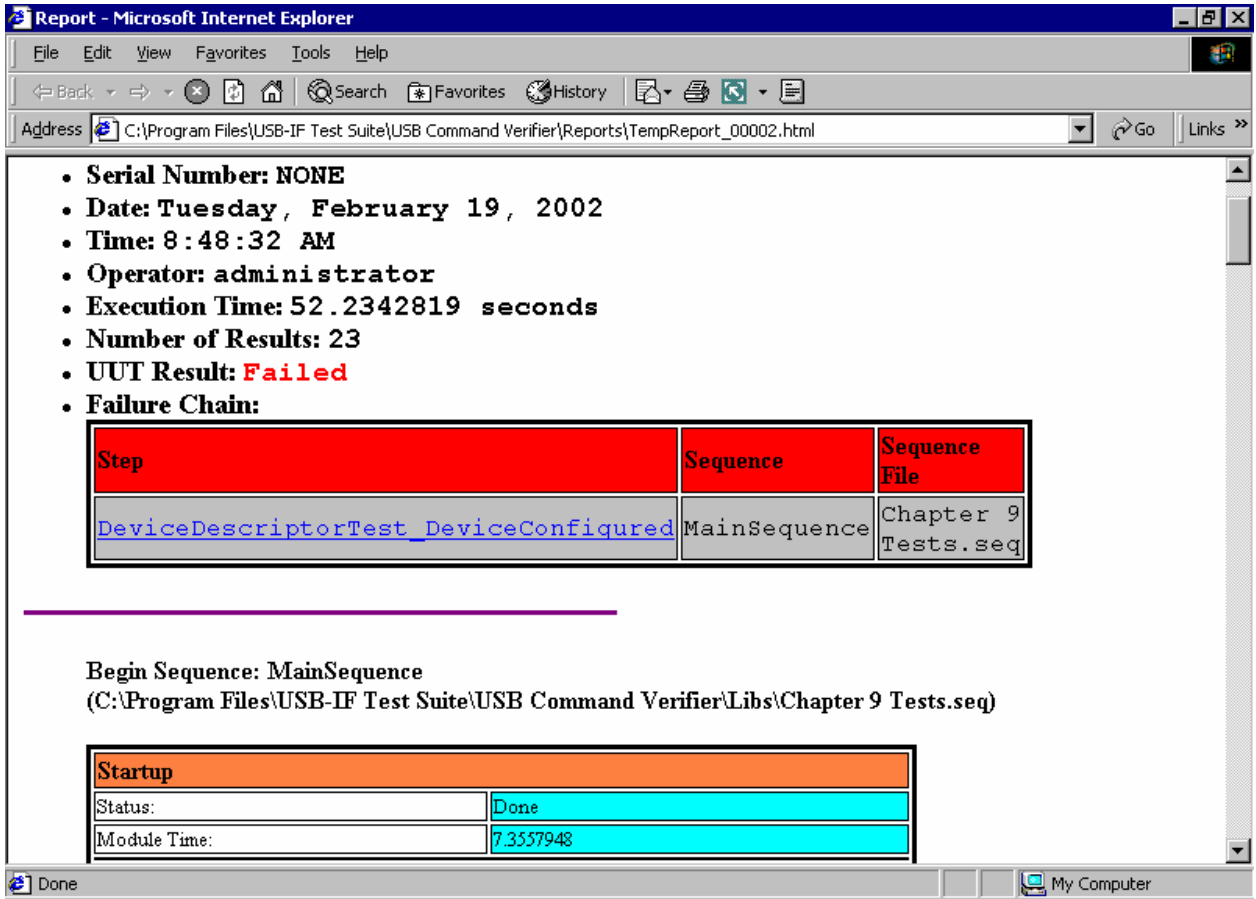 Report - Microsoft Internet Explorer
File Edit View Favorites Tools Help
Back Search Favorites History
Address C:\Program Files\USB-IF Test Suite\USB Command Verifier\Reports\TempReport_00002.html Go Links »
• Serial Number: NONE
• Date: Tuesday, February 19, 2002
• Time: 8:48:32 AM
• Operator: administrator
• Execution Time: 52.2342819 seconds
• Number of Results: 23
• UUT Result: Failed
• Failure Chain:
Step Sequence Sequence File
DeviceDescriptorTest_DeviceConfiqured MainSequence Chapter 9 Tests.seq
Begin Sequence: MainSequence
(C:\Program Files\USB-IF Test Suite\USB Command Verifier\Libs\Chapter 9 Tests.seq)
Startup
Status: Done
Module Time: 7.3557948
Done My Computer